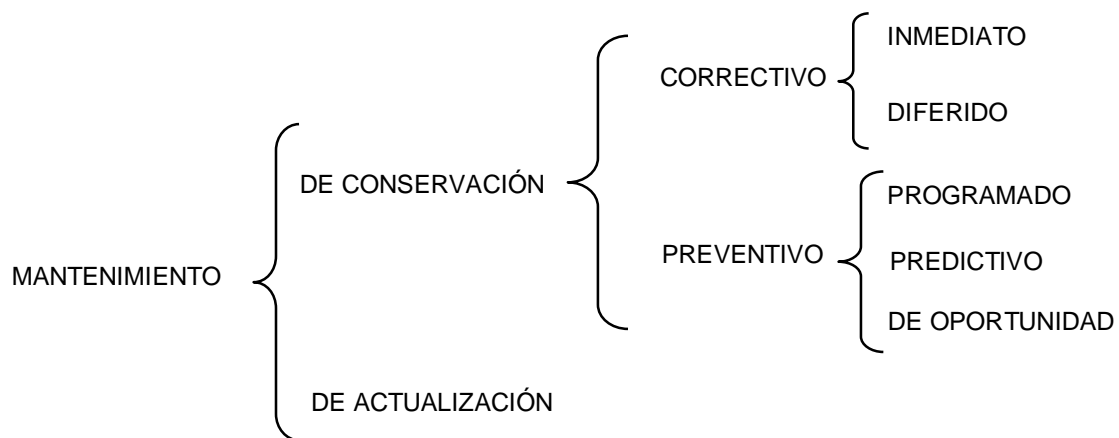 MANTENIMIENTO
DE CONSERVACIÓN
CORRECTIVO
INMEDIATO
DIFERIDO
PREVENTIVO
PROGRAMADO
PREDICTIVO
DE OPORTUNIDAD
DE ACTUALIZACIÓN